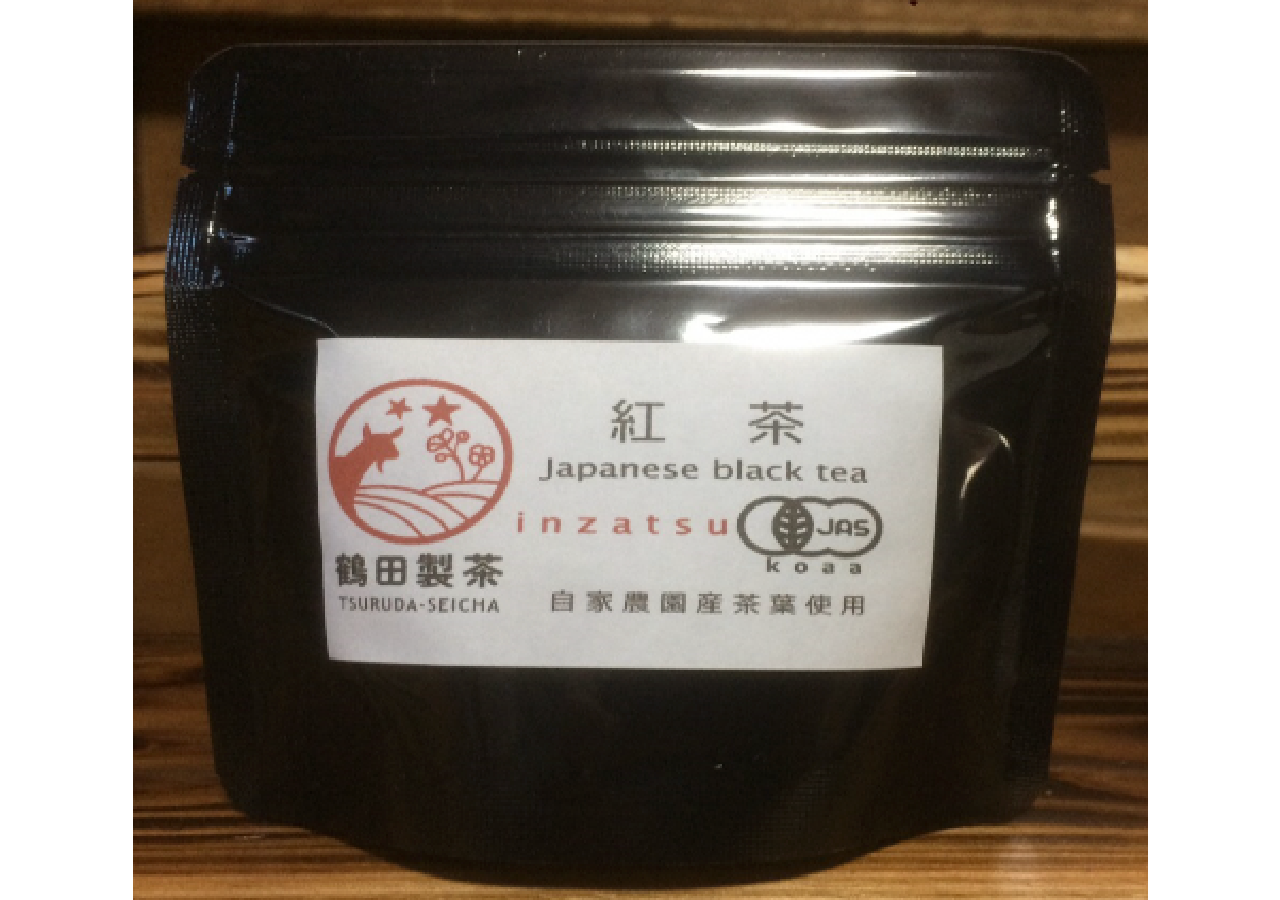 紅茶
Japanese black tea
inzatsu
JAS
koaa
鶴田製茶
TSURUDA-SEICHA
自家農園産茶葉使用